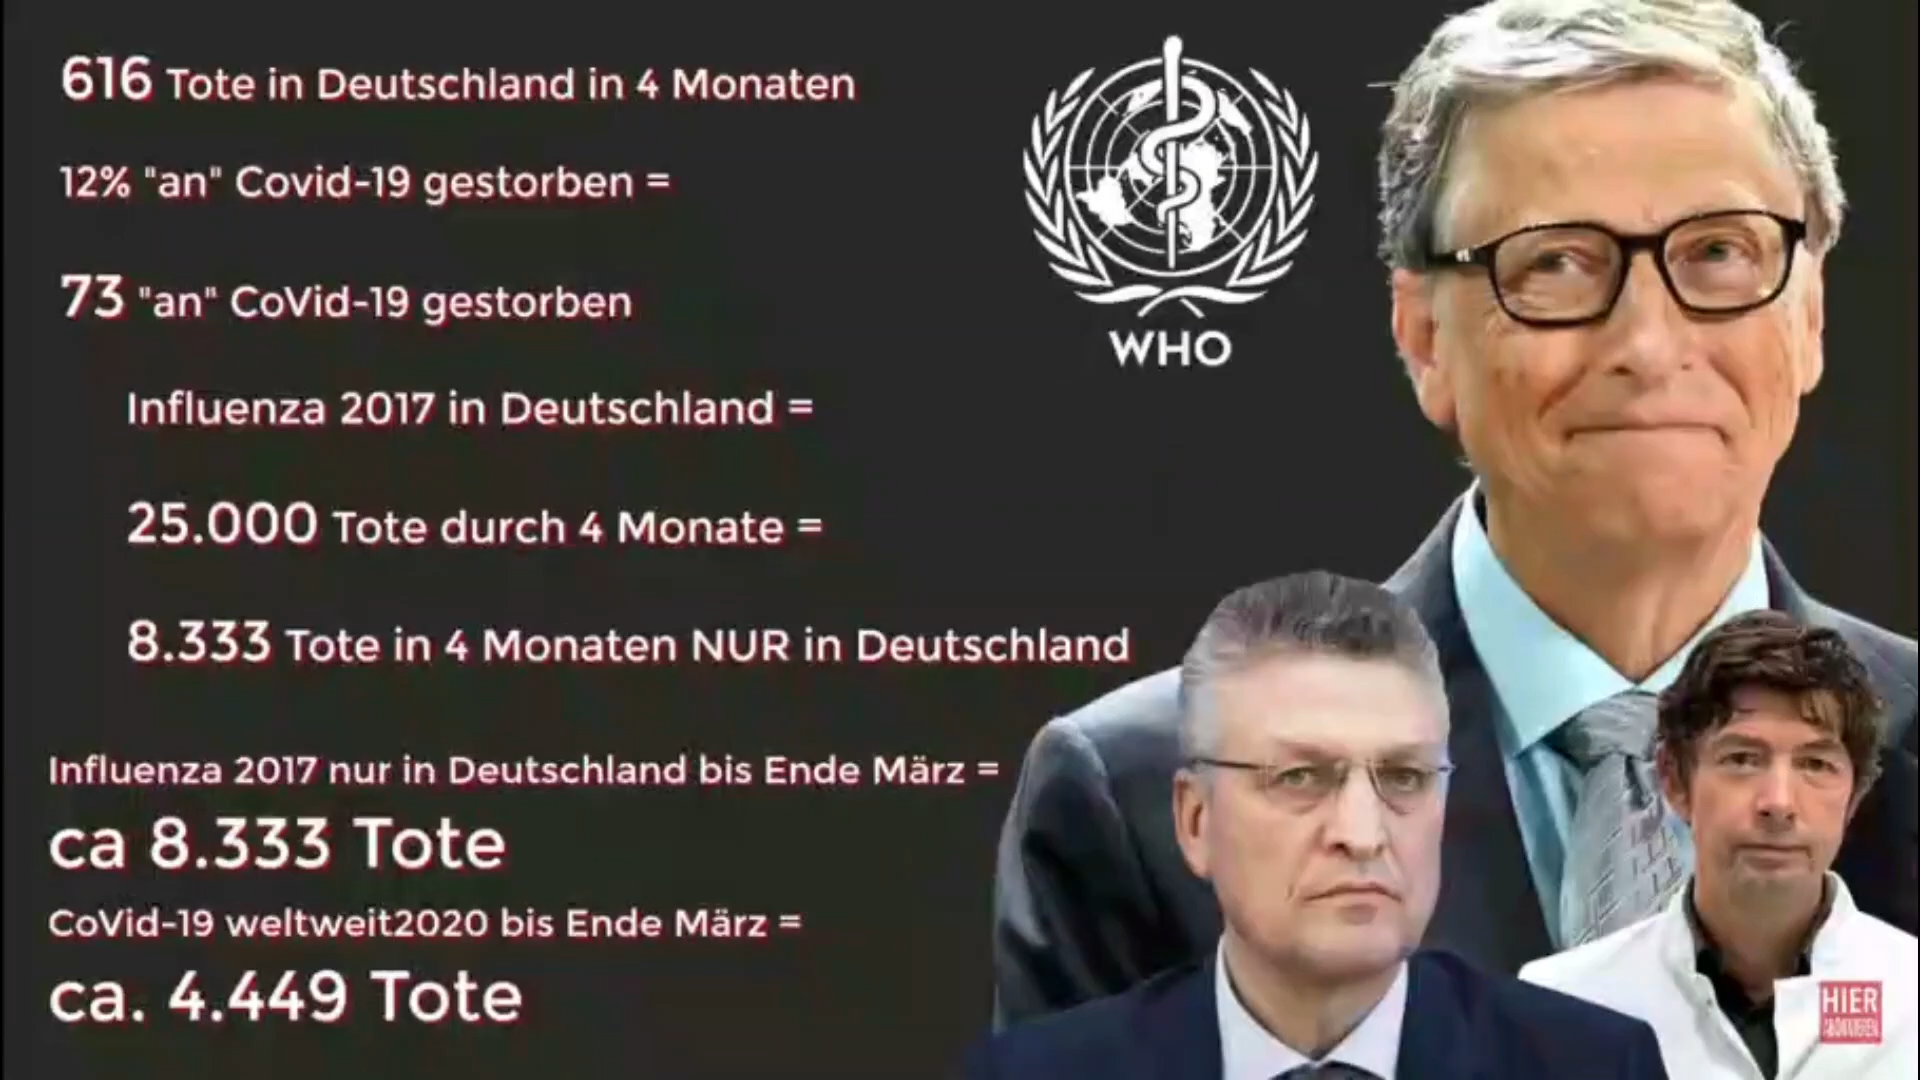 616 Tote in Deutschland in 4 Monaten
12% "an" Covid-19 gestorben =
73 "an" CoVid-19 gestorben
WHO
Influenza 2017 in Deutschland =
25.000 Tote durch 4 Monate =
8.333 Tote in 4 Monaten NUR in Deutschland
Influenza 2017 nur in Deutschland bis Ende März =
ca 8.333 Tote
CoVid-19 weltweit2020 bis Ende März =
ca. 4.449 Tote
HIER
ABONNIEREN